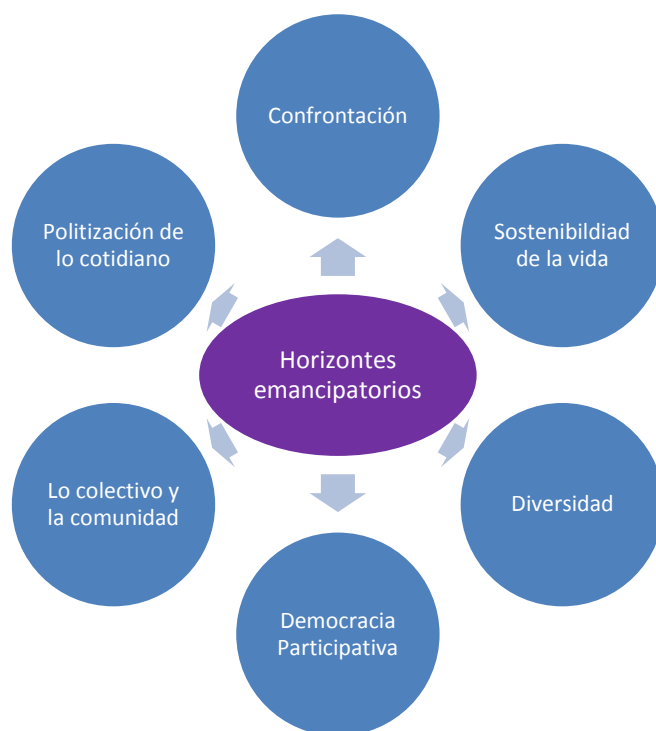 Confrontación
Politización de
lo cotidiano
Sostenibildiad
de la vida
Horizontes
emancipatorios
Lo colectivo y
la comunidad
Diversidad
Democracia
Participativa